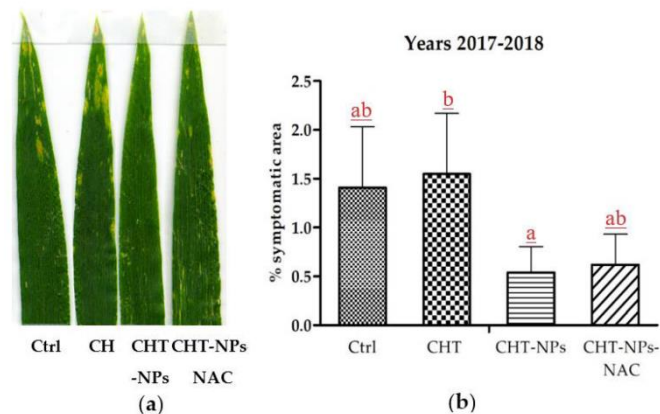 Ctrl CH CHT CHT-NPs
-NPs NAC
(a)
Years 2017-2018
% symptomatic area
2.5
2.0
1.5
1.0
0.5
0.0
ab
b
a
ab
Ctrl CHT CHT-NPs CHT-NPs-
NAC
(b)